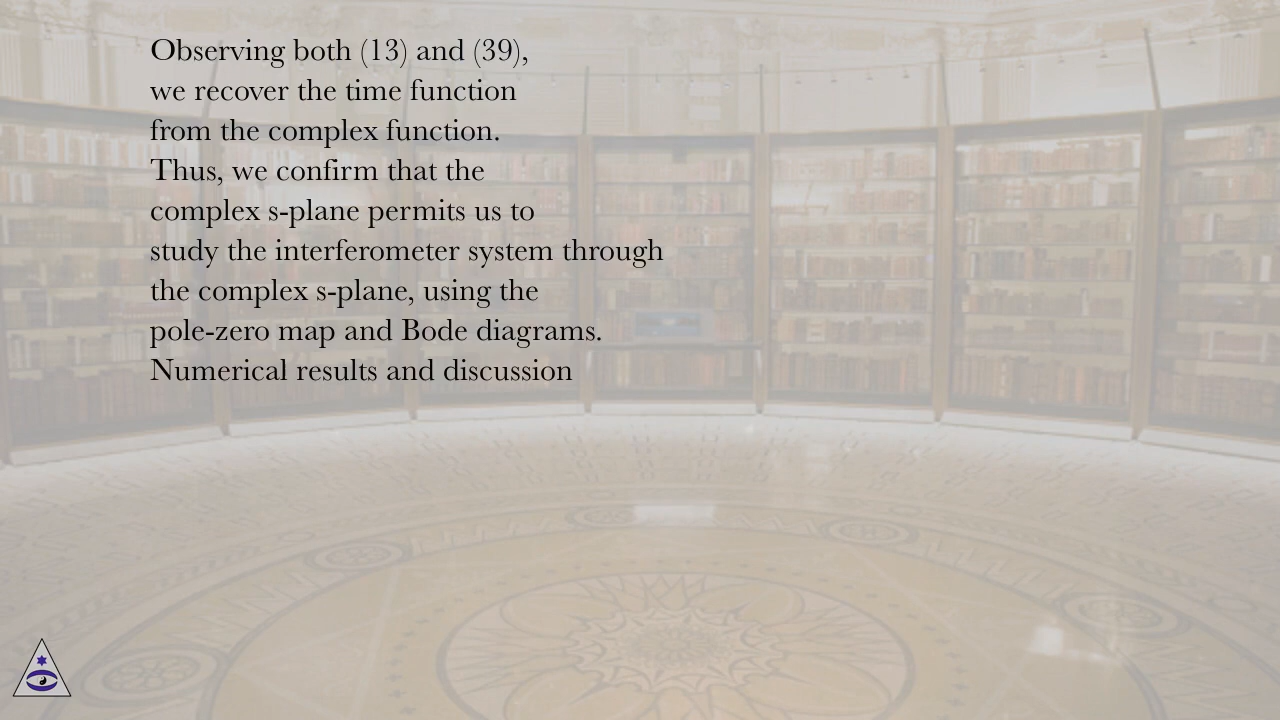 Observing both (13) and (39),
we recover the time function
from the complex function.
Thus, we confirm that the
complex s-plane permits us to
study the interferometer system through
the complex s-plane, using the
pole-zero map and Bode diagrams.
Numerical results and discussion